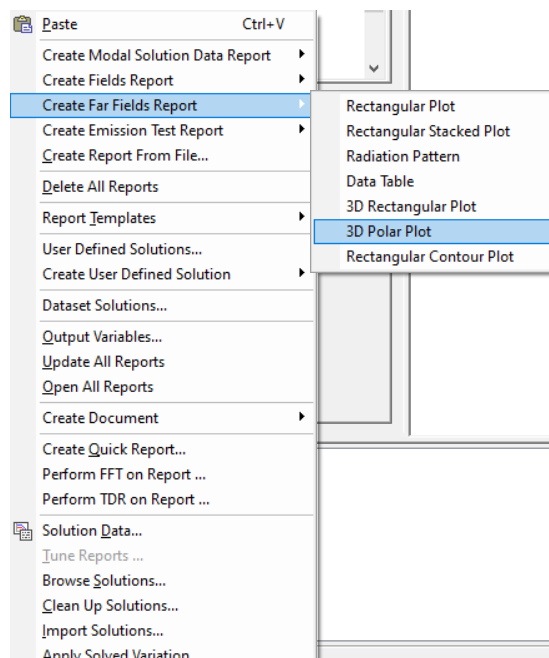 Paste Ctrl+V
Create Modal Solution Data Report
Create Fields Report
Create Far Fields Report
Create Emission Test Report
Create Report From File...
Delete All Reports
Report Templates
User Defined Solutions...
Create User Defined Solution
Dataset Solutions...
Output Variables...
Update All Reports
Open All Reports
Create Document
Create Quick Report...
Perform FFT on Report ...
Perform TDR on Report ...
Solution Data...
Tune Reports ...
Browse Solutions...
Clean Up Solutions...
Import Solutions...
Apply Solved Variation
Rectangular Plot
Rectangular Stacked Plot
Radiation Pattern
Data Table
3D Rectangular Plot
3D Polar Plot
Rectangular Contour Plot